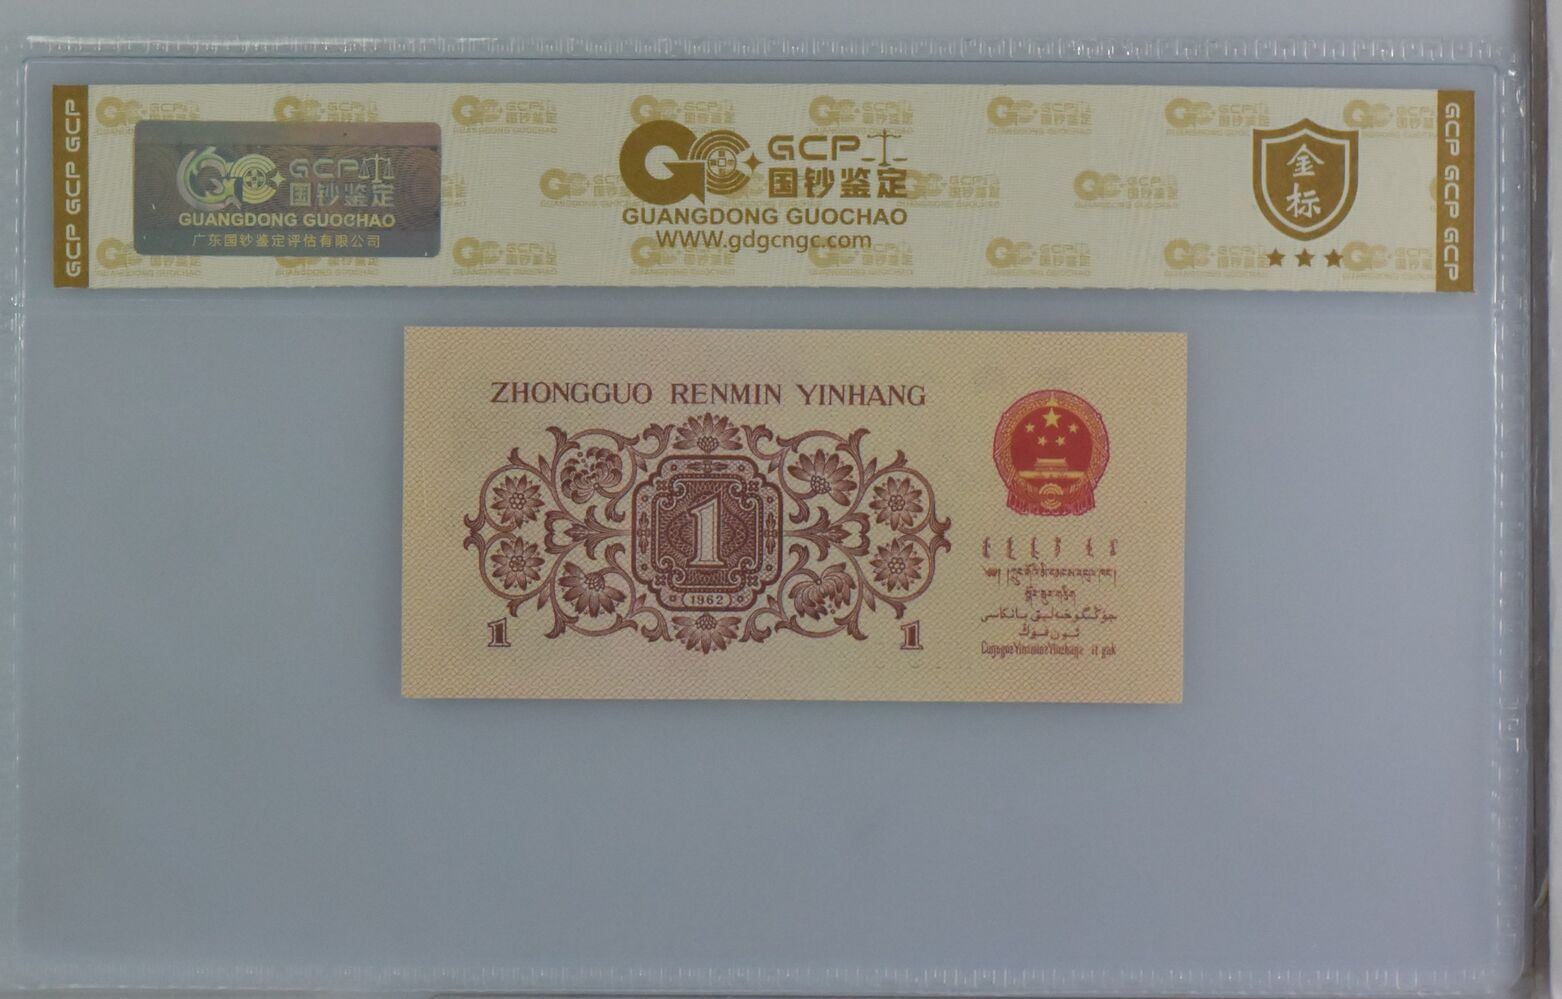 GCP GCP GCP
GCP
国钞鉴定
GUANGDONG GUOCHAO
广东国钞鉴定评估有限公司
GCP
国钞鉴定
GUANGDONG GUOCHAO
WWW.gdgcngc.com
金
标
GCP GCP GCP
ZHONGGUO RENMIN YINHANG
1
(1962)
1
1